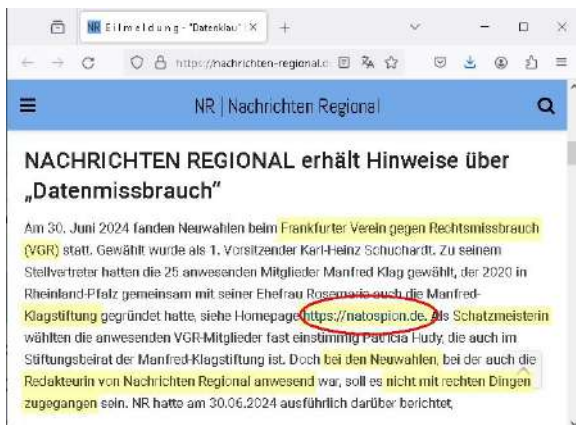 NR Eilmeldung - "Datenklau"
https://nachrichten-regional.d
NR | Nachrichten Regional
NACHRICHTEN REGIONAL erhält Hinweise über
„Datenmissbrauch“
Am 30. Juni 2024 fanden Neuwahlen beim Frankfurter Verein gegen Rechtsmissbrauch
(VGR) statt. Gewählt wurde als 1. Vorsitzender Karl-Heinz Schuchardt. Zu seinem
Stellvertreter hatten die 25 anwesenden Mitglieder Manfred Klag gewählt, der 2020 in
Rheinland-Pfalz gemeinsam mit seiner Ehefrau Rosemarie auch die Manfred-
Klagstiftung gegründet hatte, siehe Homepage https://natospion.de. Als Schatzmeisterin
wählten die anwesenden VGR-Mitglieder fast einstimmig Patricia Hudy, die auch im
Stiftungsbeirat der Manfred-Klagstiftung ist. Doch bei den Neuwahlen, bei der auch die
Redakteurin von Nachrichten Regional anwesend war, soll es nicht mit rechten Dingen
zugegangen sein. NR hatte am 30.06.2024 ausführlich darüber berichtet,